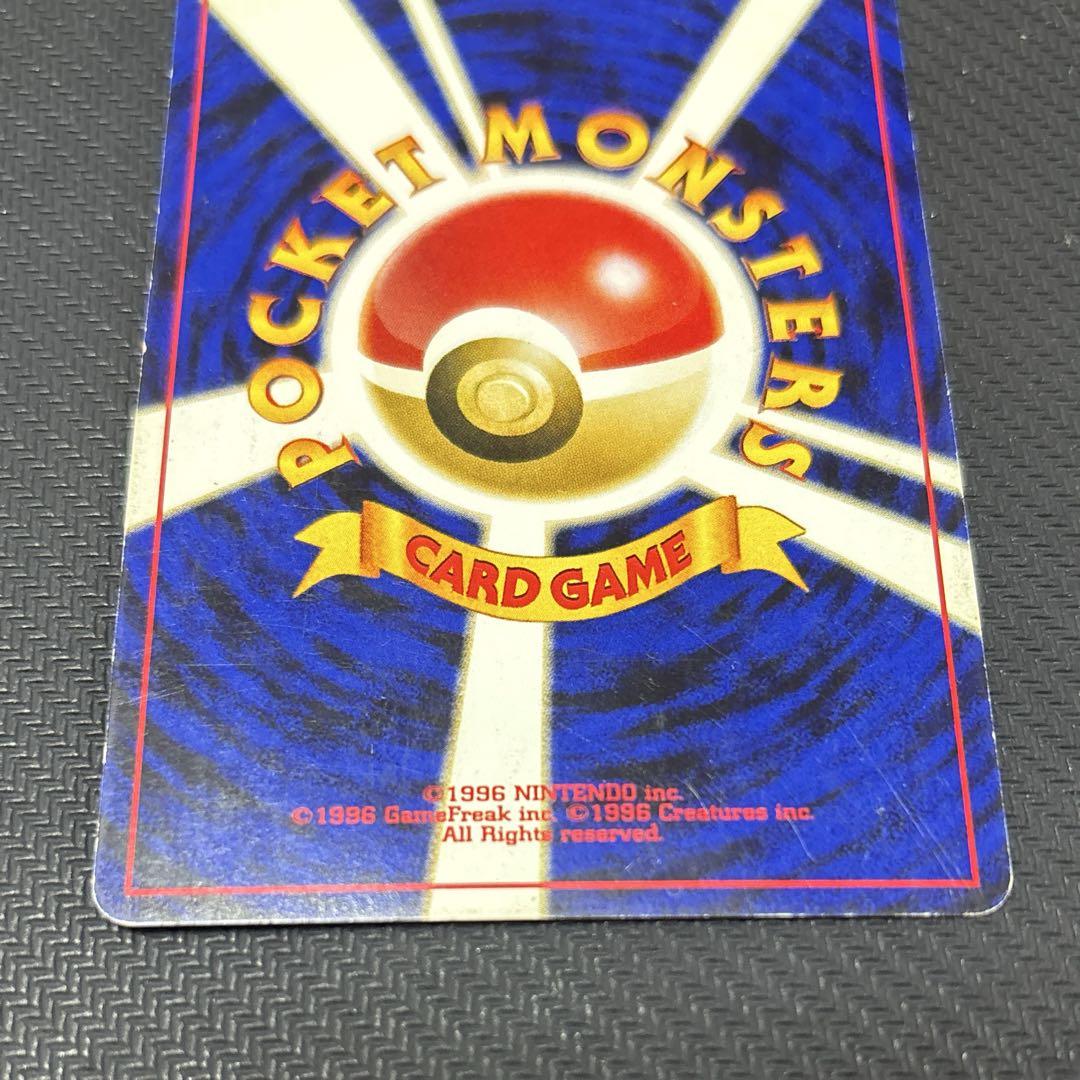 POCKET MONSTERS
CARD GAME
©1996 NINTENDO inc.
©1996 GameFreak inc. ©1996 Creatures inc.
All Rights reserved.